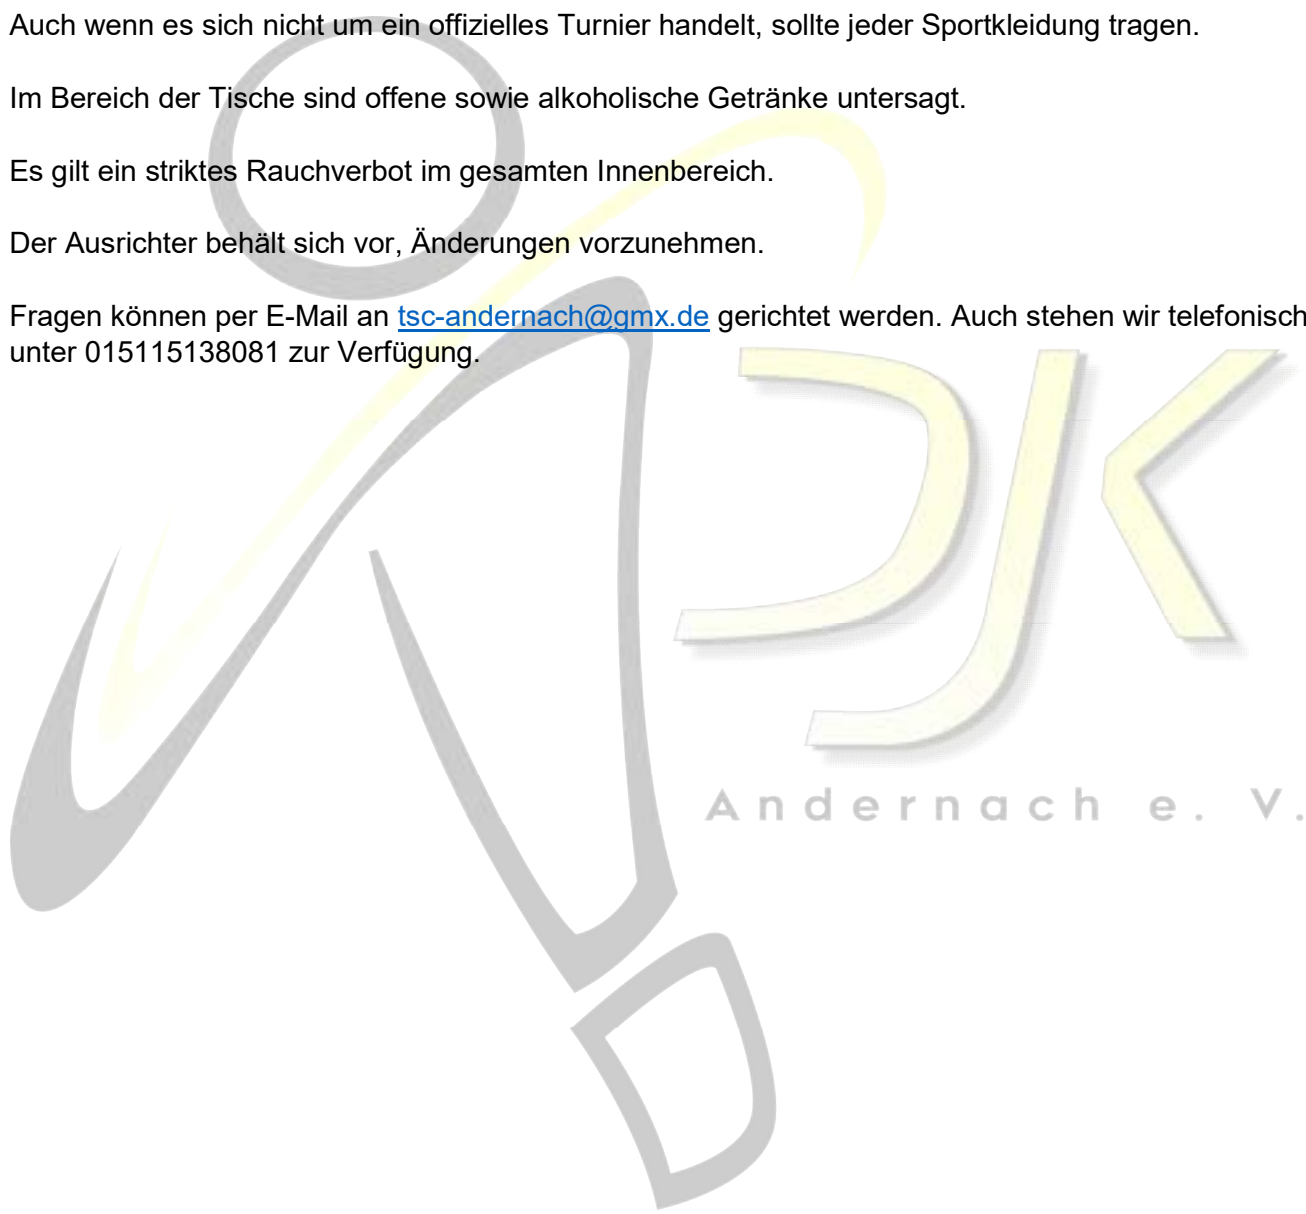 Auch wenn es sich nicht um ein offizielles Turnier handelt, sollte jeder Sportkleidung tragen.
Im Bereich der Tische sind offene sowie alkoholische Getränke untersagt.
Es gilt ein striktes Rauchverbot im gesamten Innenbereich.
Der Ausrichter behält sich vor, Änderungen vorzunehmen.
Fragen können per E-Mail an tsc-andernach@gmx.de gerichtet werden. Auch stehen wir telefonisch
unter 015115138081 zur Verfügung.
DJK
Andernach e. V.